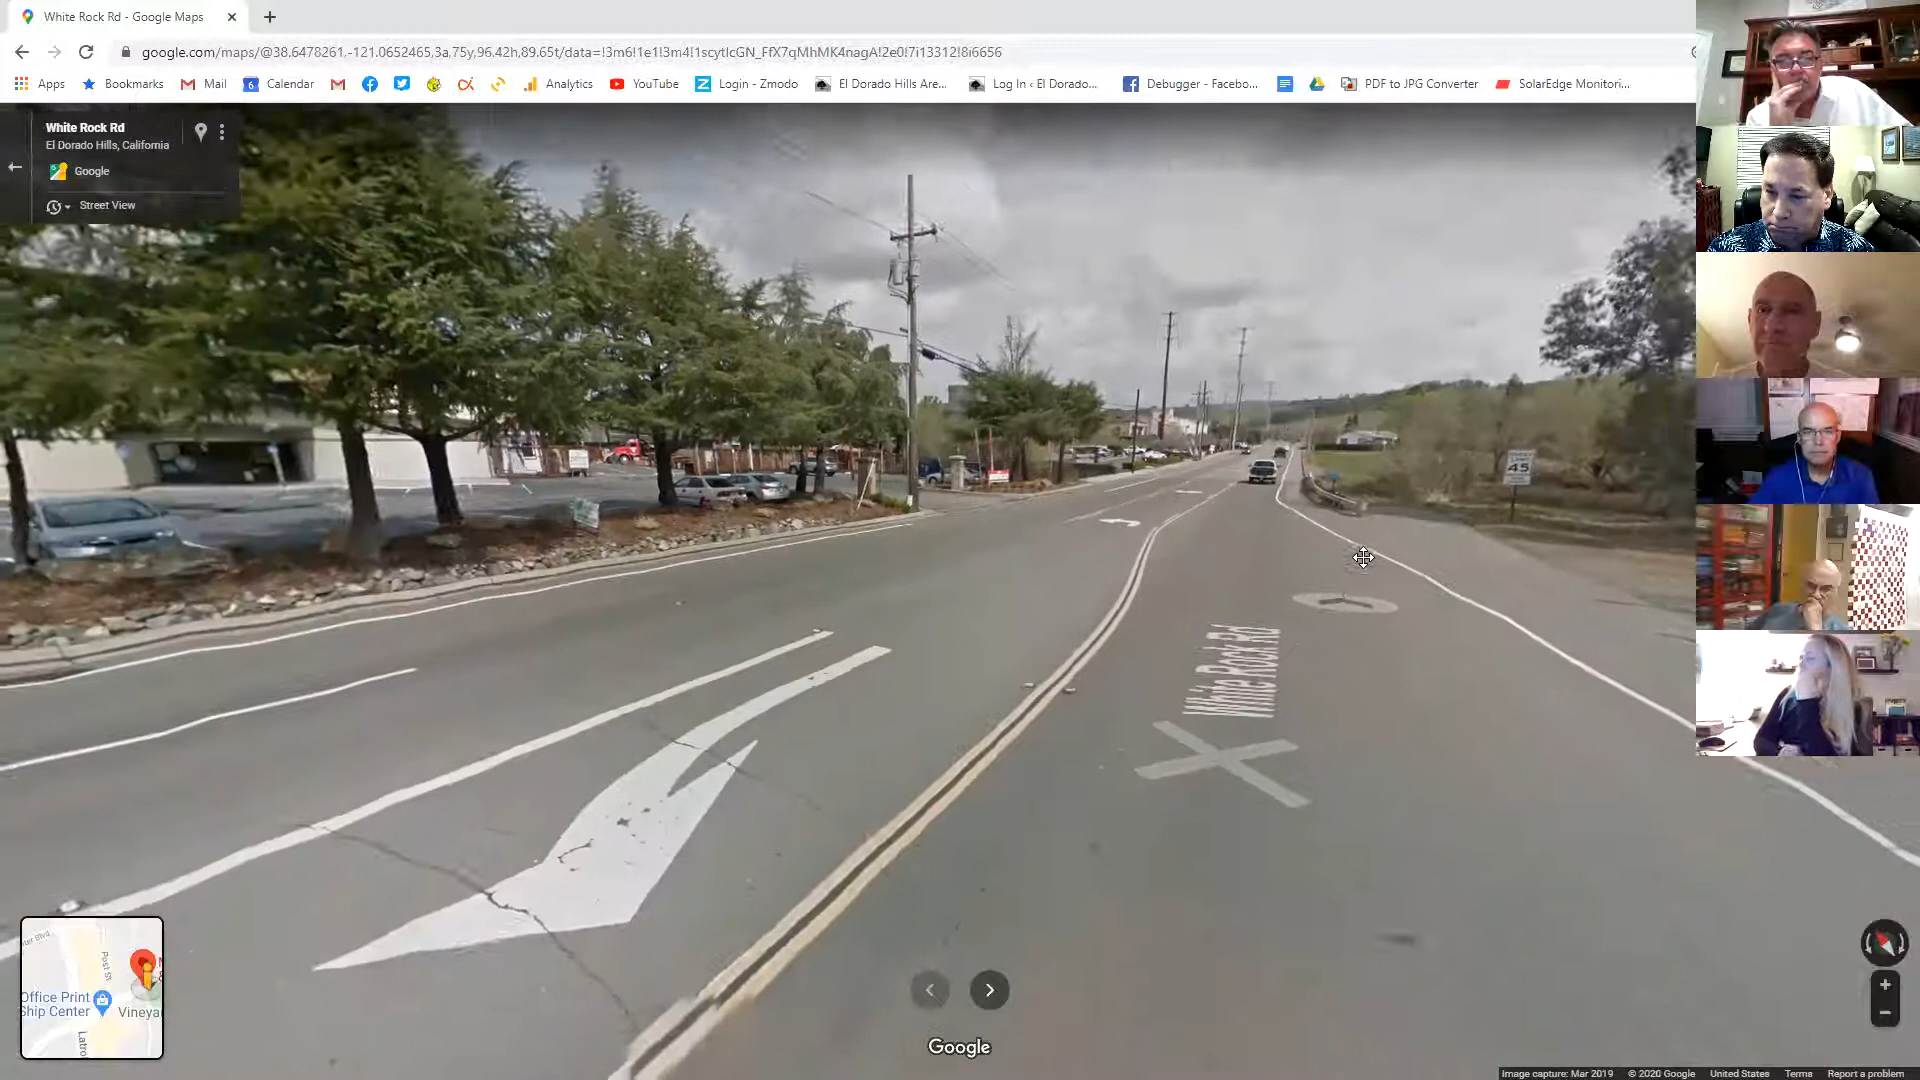 White Rock Rd - Google Maps
google.com/maps/@38.6478261,-121.0652465,3a,75y,96.42h,89.65t/data=!3m6!1e1!3m4!1scytIcGN_FfX7qMhMK4nagA!2e0!7i13312!8i6656
Apps Bookmarks Mail Calendar Analytics YouTube Login - Zmodo El Dorado Hills Are... Log In ‹ El Dorado... Debugger - Facebo... PDF to JPG Converter SolarEdge Monitori...
White Rock Rd
El Dorado Hills, California
Google
Street View
45
White Rock Rd
Post St
Office Print
Ship Center
Vineya
Latro
Google
Image capture: Mar 2019 © 2020 Google United States Terms Report a problem